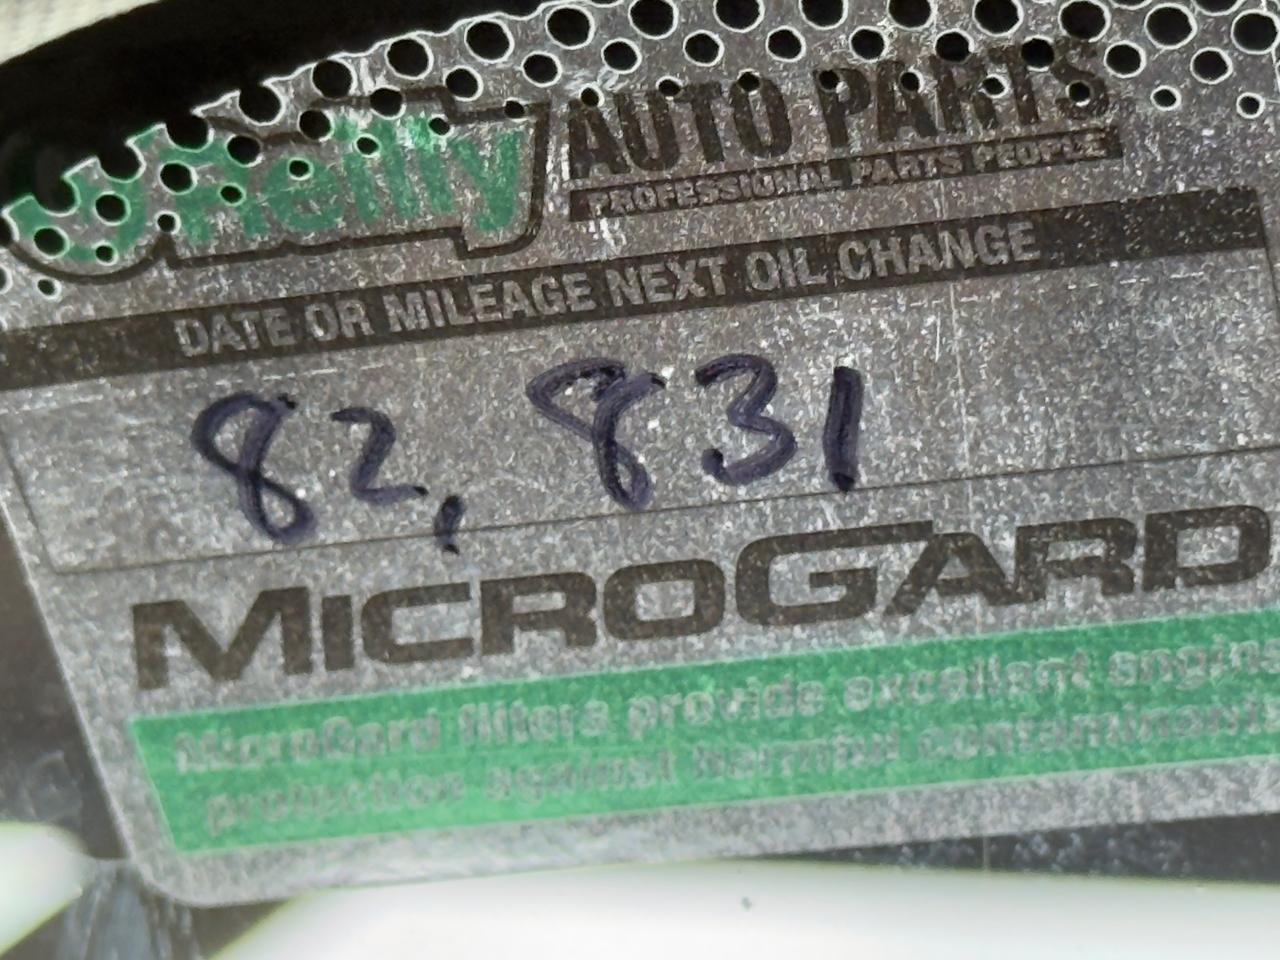 O'Reilly AUTO PARTS
PROFESSIONAL PARTS PEOPLE
DATE OR MILEAGE NEXT OIL CHANGE
82,831
MICROGARD
MicroGard filters provide excellent engine
protection against harmful contaminants